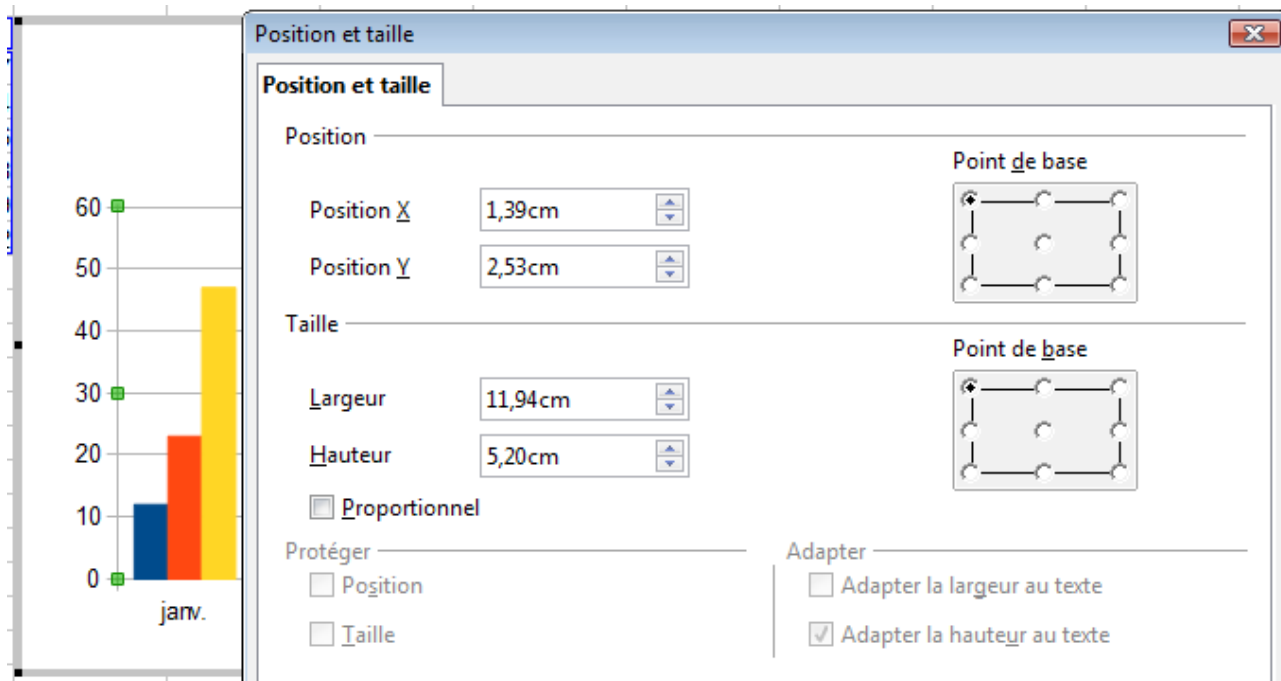 Position et taille
Position et taille
Position
Point de base
Position X
1,39cm
Position Y
2,53cm
Taille
Point de base
Largeur
11,94cm
Hauteur
5,20cm
Proportionnel
Protéger
Adapter
Position
Adapter la largeur au texte
Taille
Adapter la hauteur au texte
60
50
40
30
20
10
0
janv.